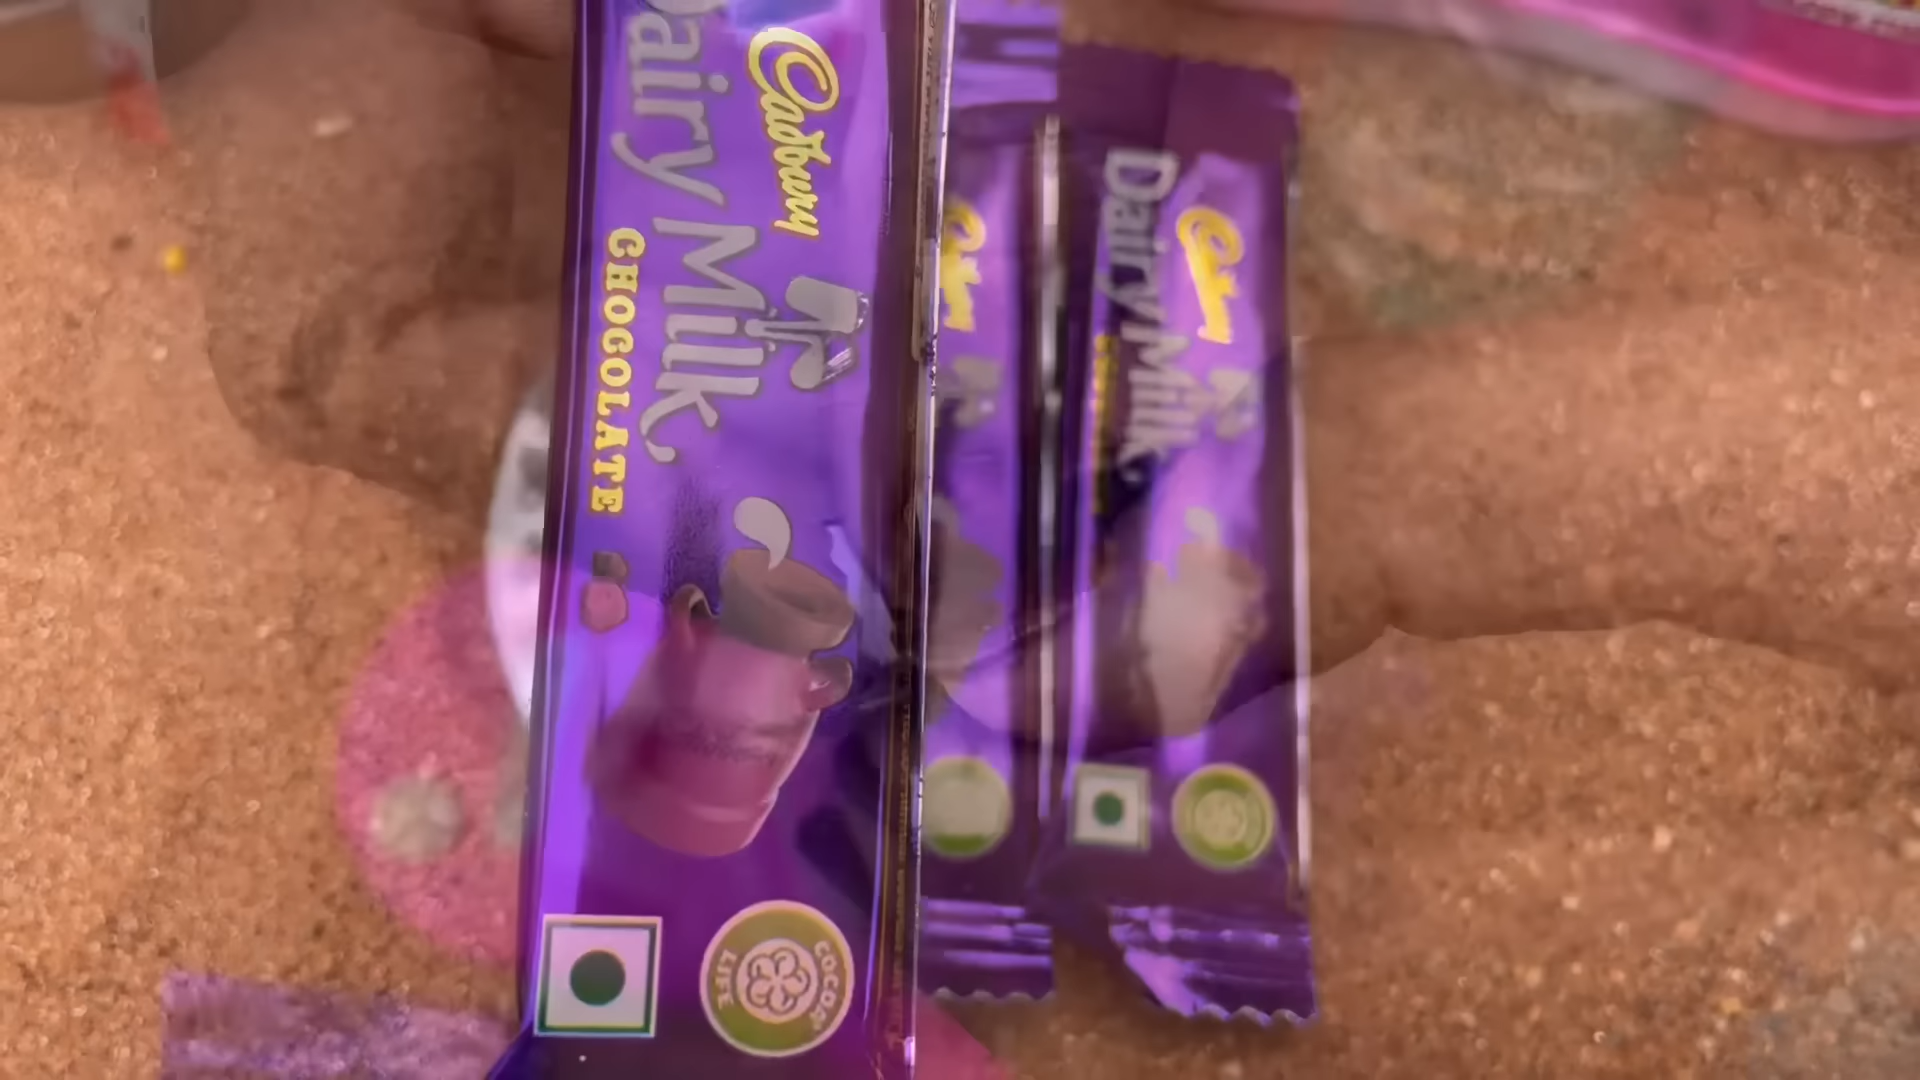 Cadbury
Dairy Milk
CHOCOLATE
COCOA
LIFE
Cadbury
Cadbury
Dairy Milk